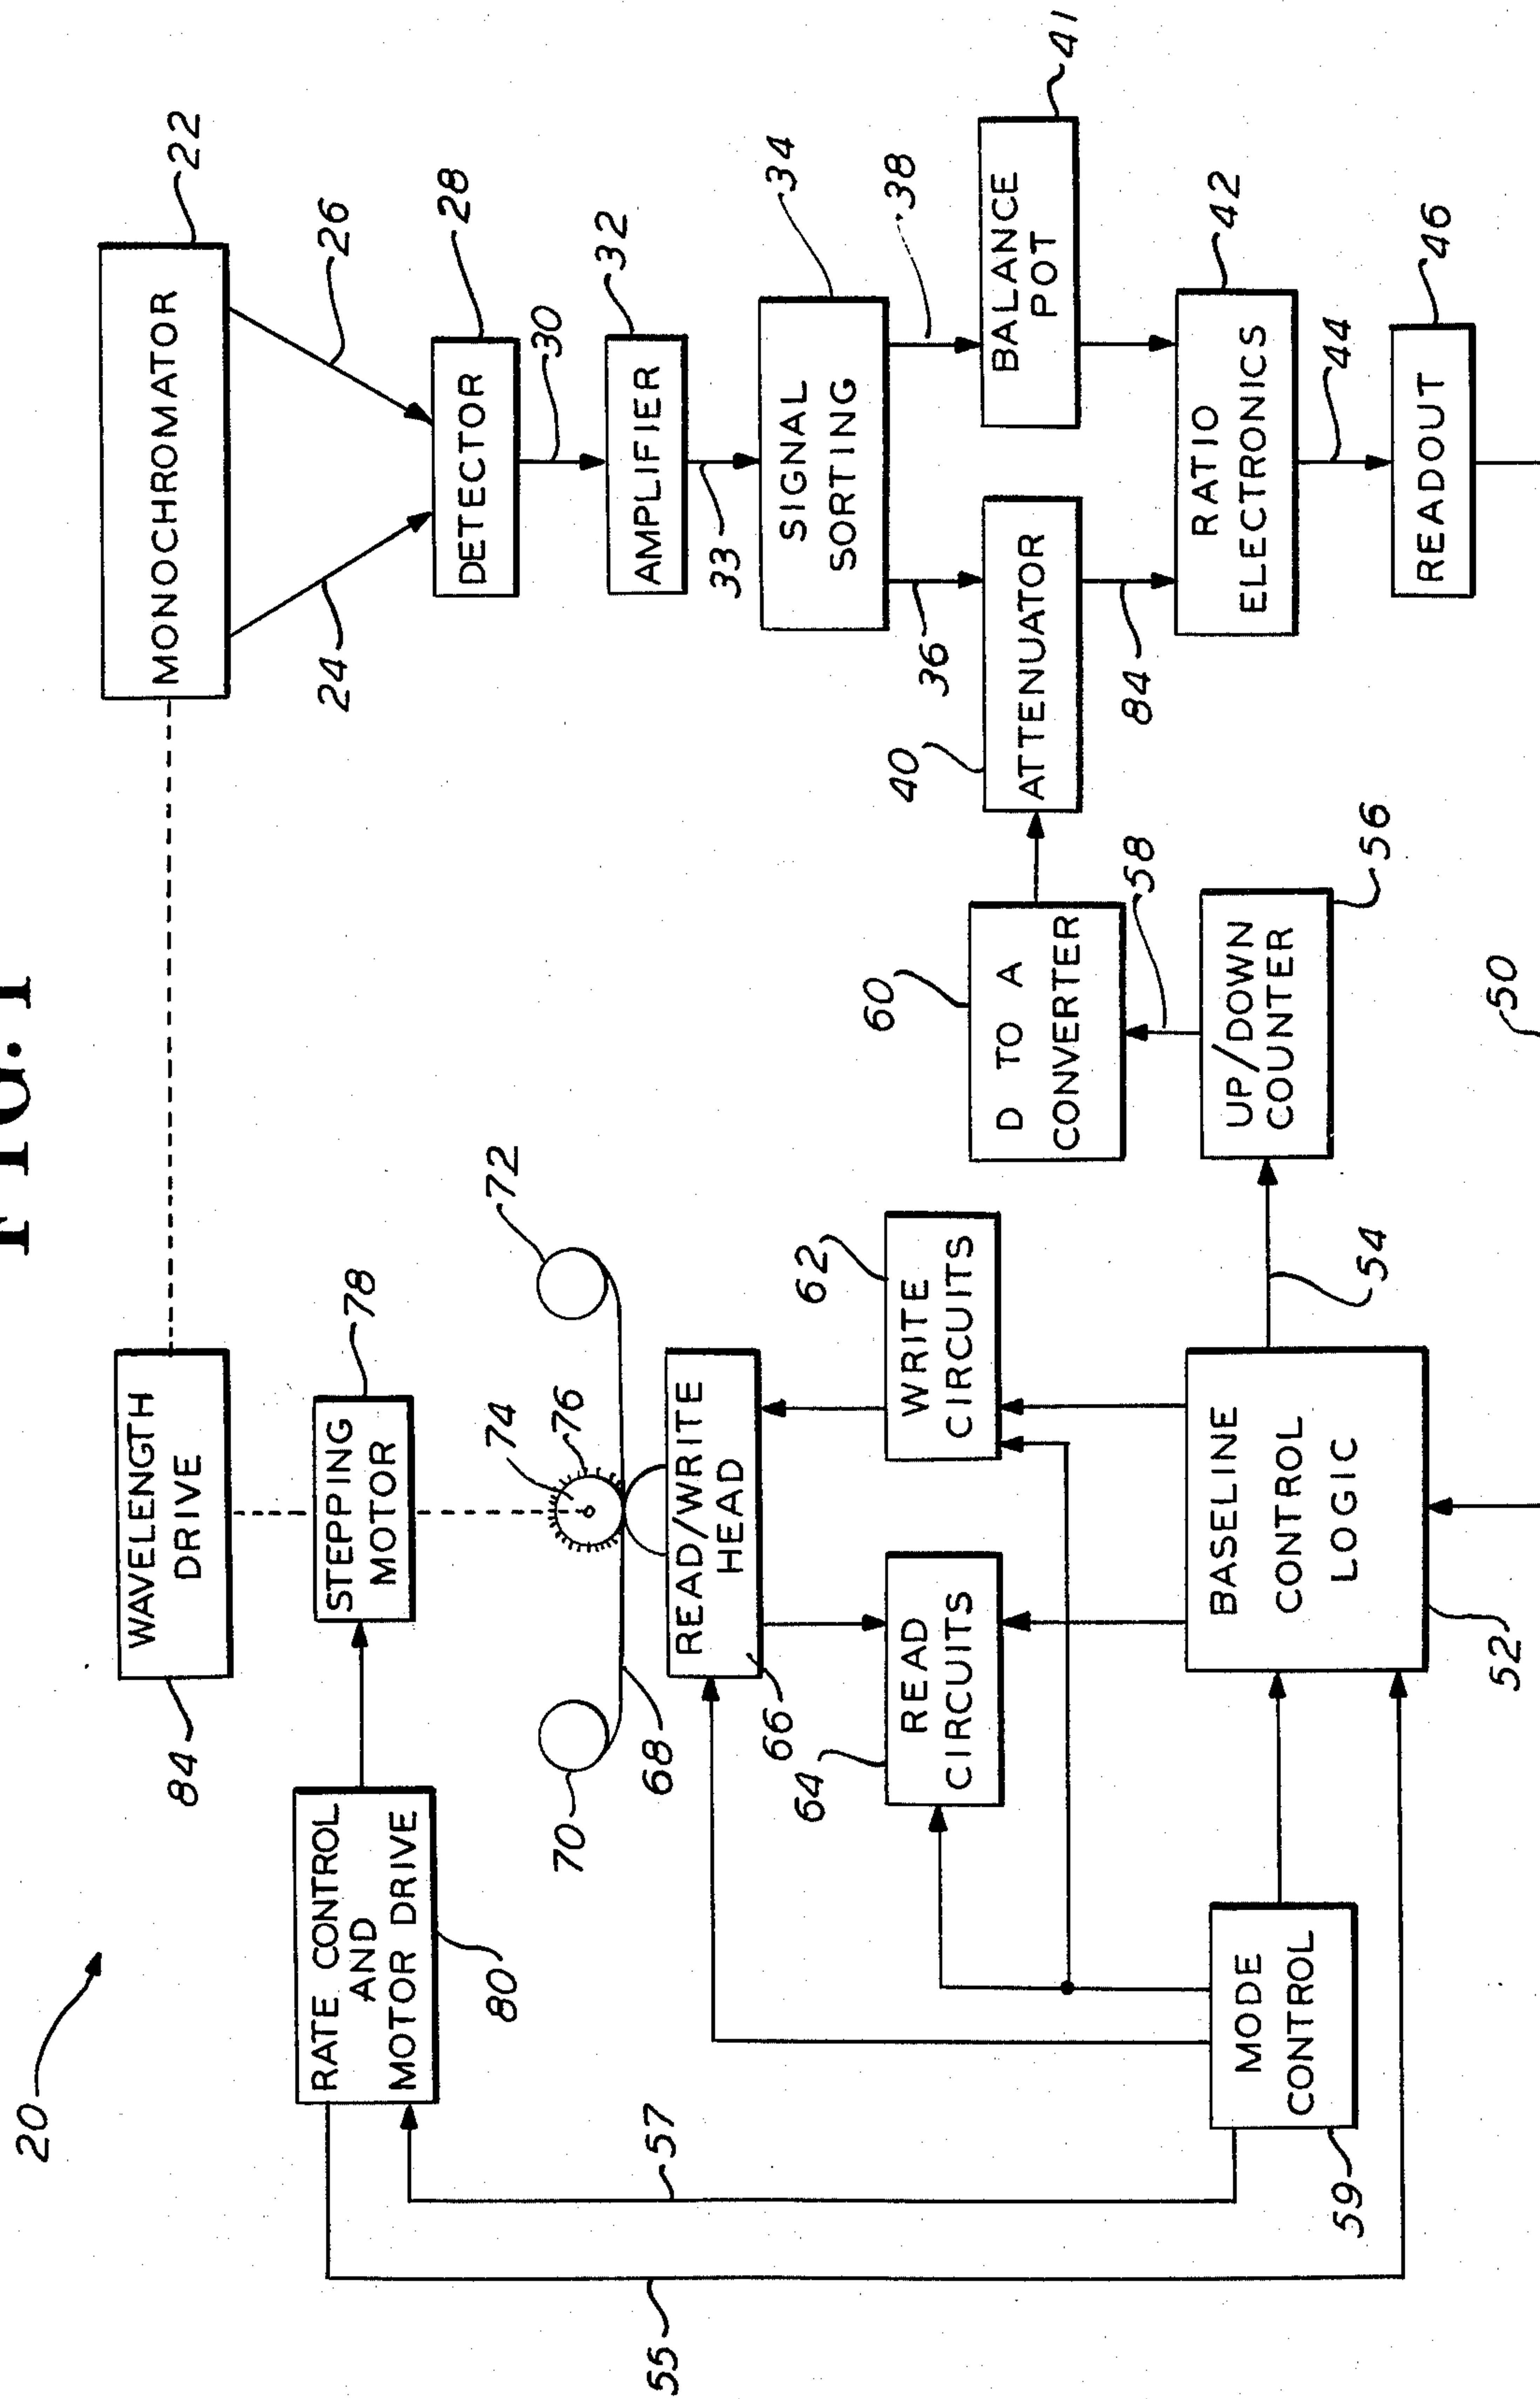 FIG. 1
20
WAVELENGTH
DRIVE
84
MONOCHROMATOR
22
24
26
RATE CONTROL
AND
MOTOR DRIVE
80
STEPPING
MOTOR
78
DETECTOR
28
30
70
72
74
76
68
AMPLIFIER
32
33
READ/WRITE
HEAD
66
SIGNAL
SORTING
34
36
38
READ
CIRCUITS
64
WRITE
CIRCUITS
62
D TO A
CONVERTER
60
ATTENUATOR
40
BALANCE
POT
41
84
58
57
55
MODE
CONTROL
59
BASELINE
CONTROL
LOGIC
52
54
UP/DOWN
COUNTER
56
RATIO
ELECTRONICS
42
44
READOUT
46
50